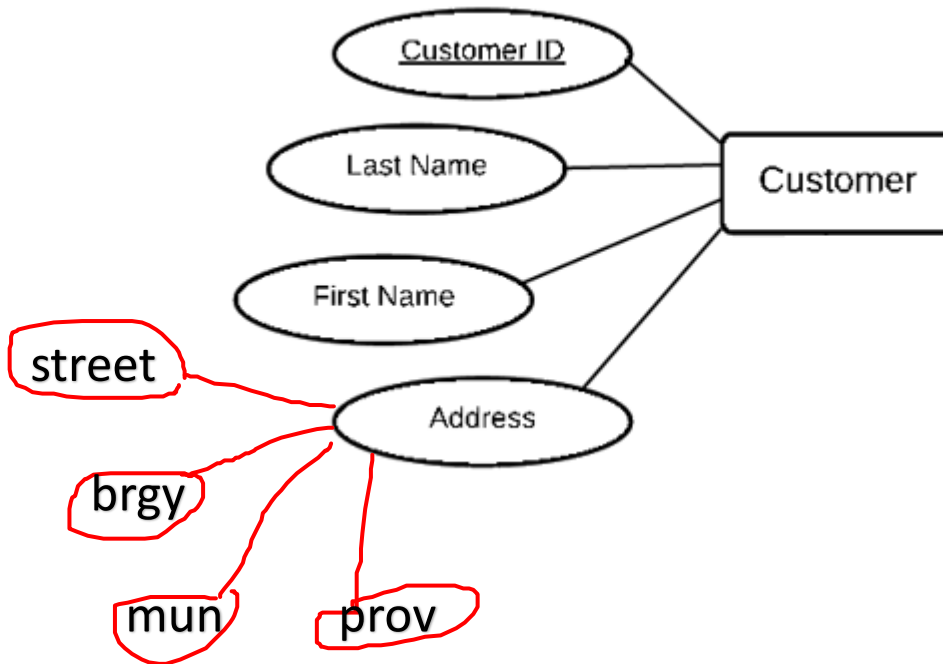 Customer ID
Last Name
Customer
First Name
street
Address
brgy
mun
prov